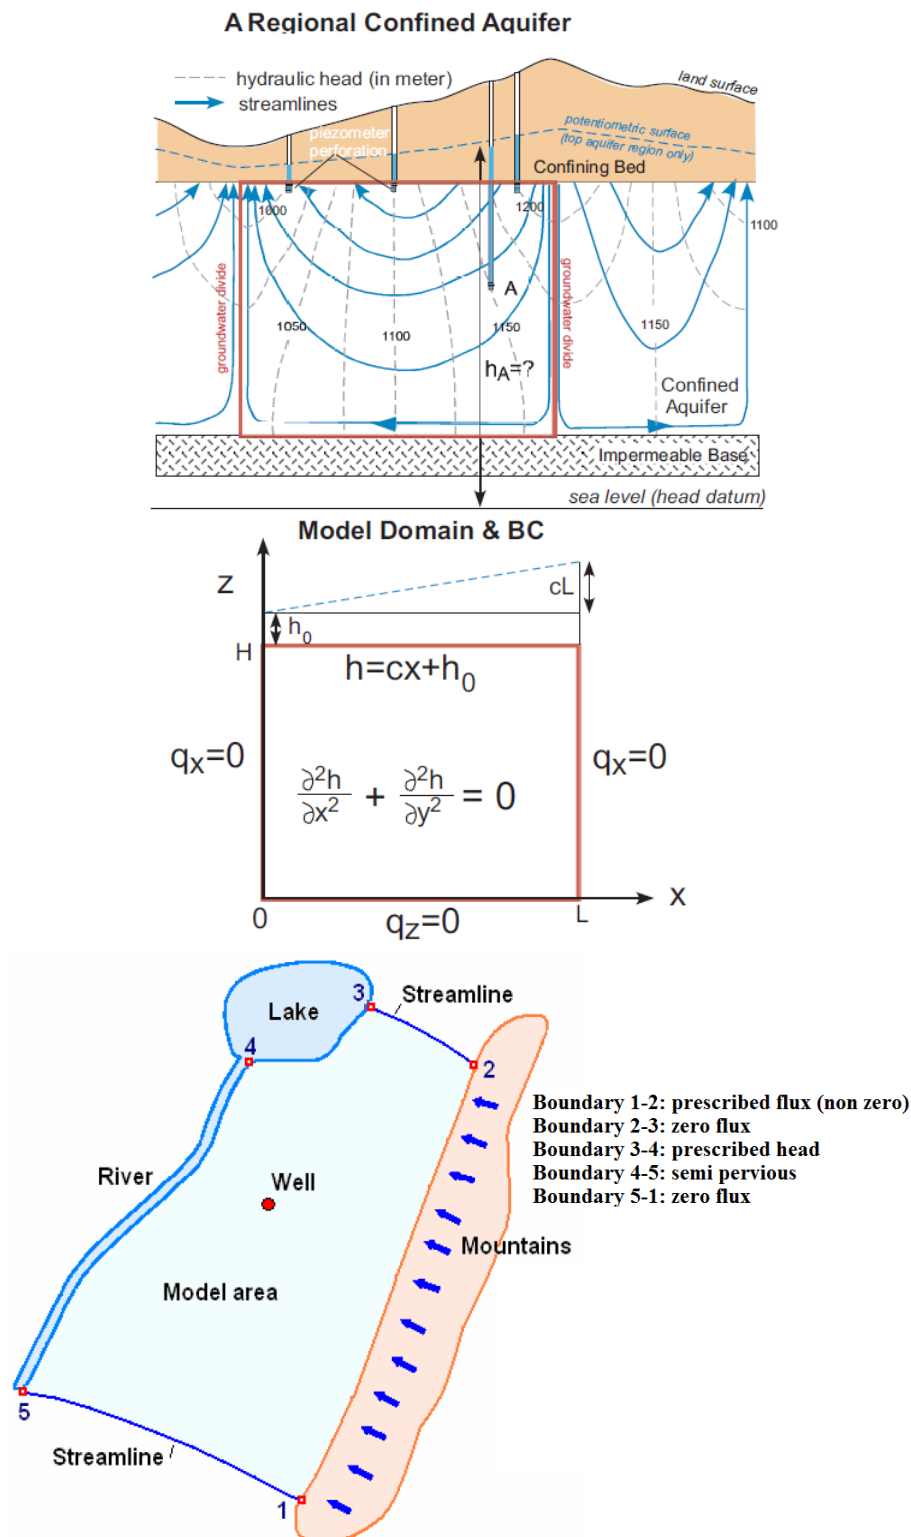 A Regional Confined Aquifer
hydraulic head (in meter)
streamlines
land surface
piezometer
perforation
potentiometric surface
(top aquifer region only)
Confining Bed
1000
1200
1100
groundwater divide
groundwater divide
A
1050
1100
1150
1150
hA=?
Confined
Aquifer
Impermeable Base
sea level (head datum)
Model Domain & BC
z
cL
h0
H
h=cx+h0
qx=0
qx=0
∂²h/∂x² + ∂²h/∂y² = 0
x
0
L
qz=0
3
Streamline
Lake
4
2
Boundary 1-2: prescribed flux (non zero)
Boundary 2-3: zero flux
Boundary 3-4: prescribed head
Boundary 4-5: semi pervious
Boundary 5-1: zero flux
River
Well
Mountains
Model area
5
Streamline
1